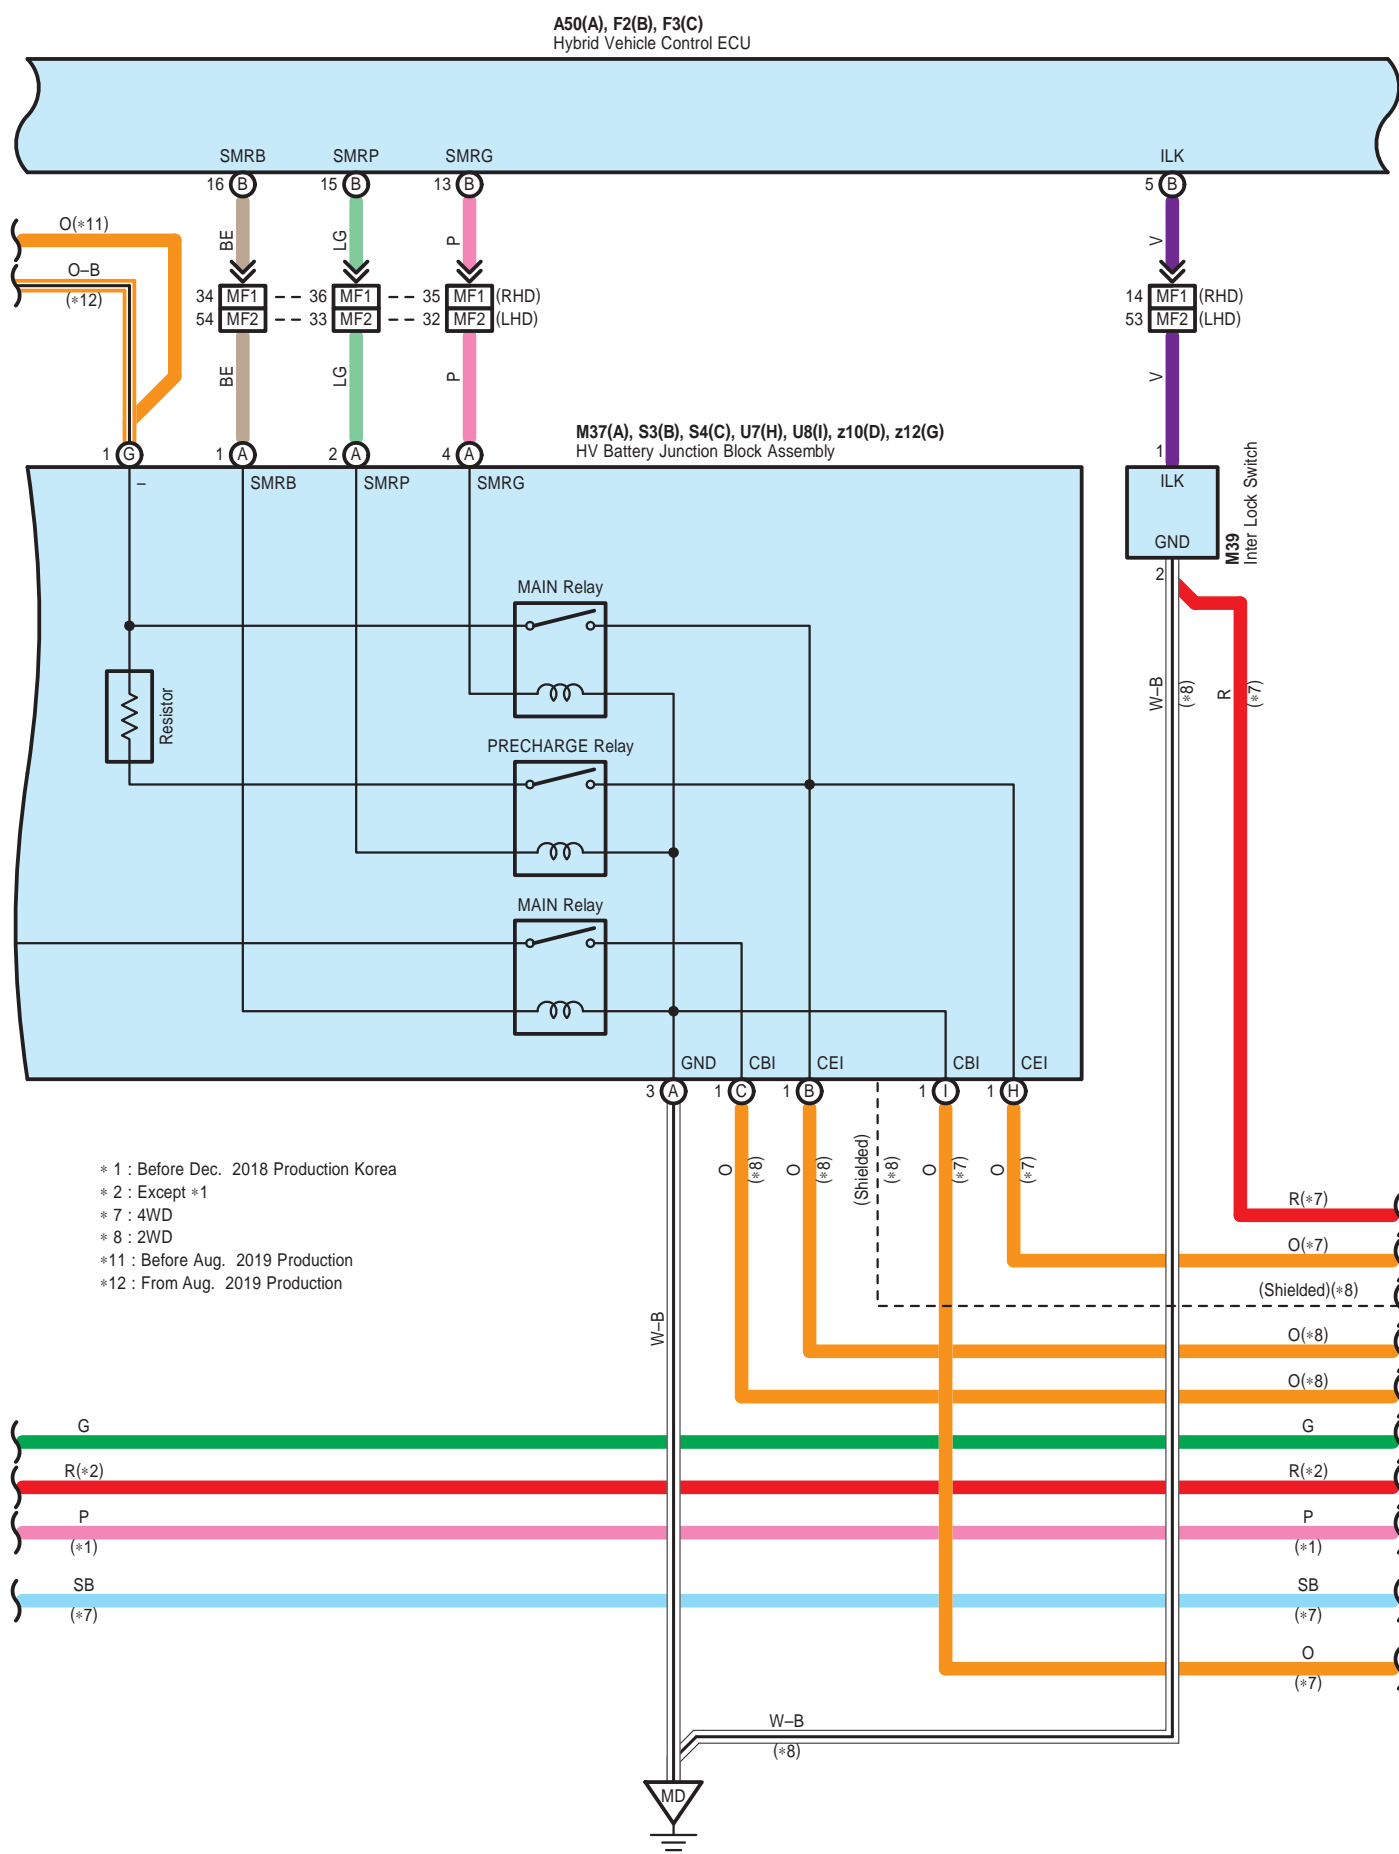 A50(A), F2(B), F3(C)
Hybrid Vehicle Control ECU
SMRB SMRP SMRG ILK
16 B 15 B 13 B 5 B
O(*11)
BE LG P V
O–B
(*12)
34 MF1 36 MF1 35 MF1 (RHD) 14 MF1 (RHD)
54 MF2 33 MF2 32 MF2 (LHD) 53 MF2 (LHD)
BE LG P V
M37(A), S3(B), S4(C), U7(H), U8(I), z10(D), z12(G)
HV Battery Junction Block Assembly
1 G 1 A 2 A 4 A 1
– SMRB SMRP SMRG ILK
GND
M39
Inter Lock Switch
2
MAIN Relay
Resistor
W–B (*8) R (*7)
PRECHARGE Relay
MAIN Relay
GND CBI CEI CBI CEI
3 A 1 C 1 B 1 I 1 H
O (*8) O (*8) (Shielded) (*8) O (*7) O (*7)
* 1 : Before Dec. 2018 Production Korea
* 2 : Except *1
* 7 : 4WD
* 8 : 2WD
*11 : Before Aug. 2019 Production
*12 : From Aug. 2019 Production
R(*7)
O(*7)
(Shielded)(*8)
W–B
O(*8)
O(*8)
G G
R(*2) R(*2)
P P
(*1) (*1)
SB SB
(*7) (*7)
O
(*7)
W–B
(*8)
MD